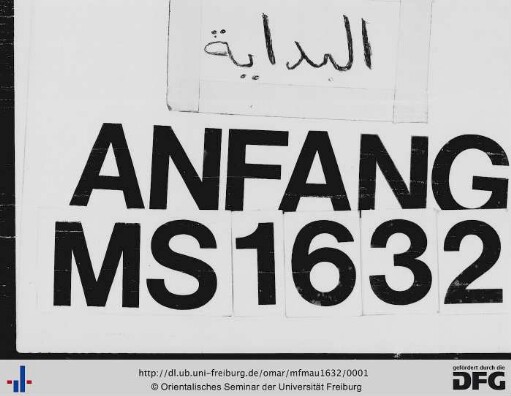 البداية
ANFANG
MS1632
http://dl.ub.uni-freiburg.de/omar/mfmau1632/0001
© Orientalisches Seminar der Universität Freiburg
gefördert durch die
DFG